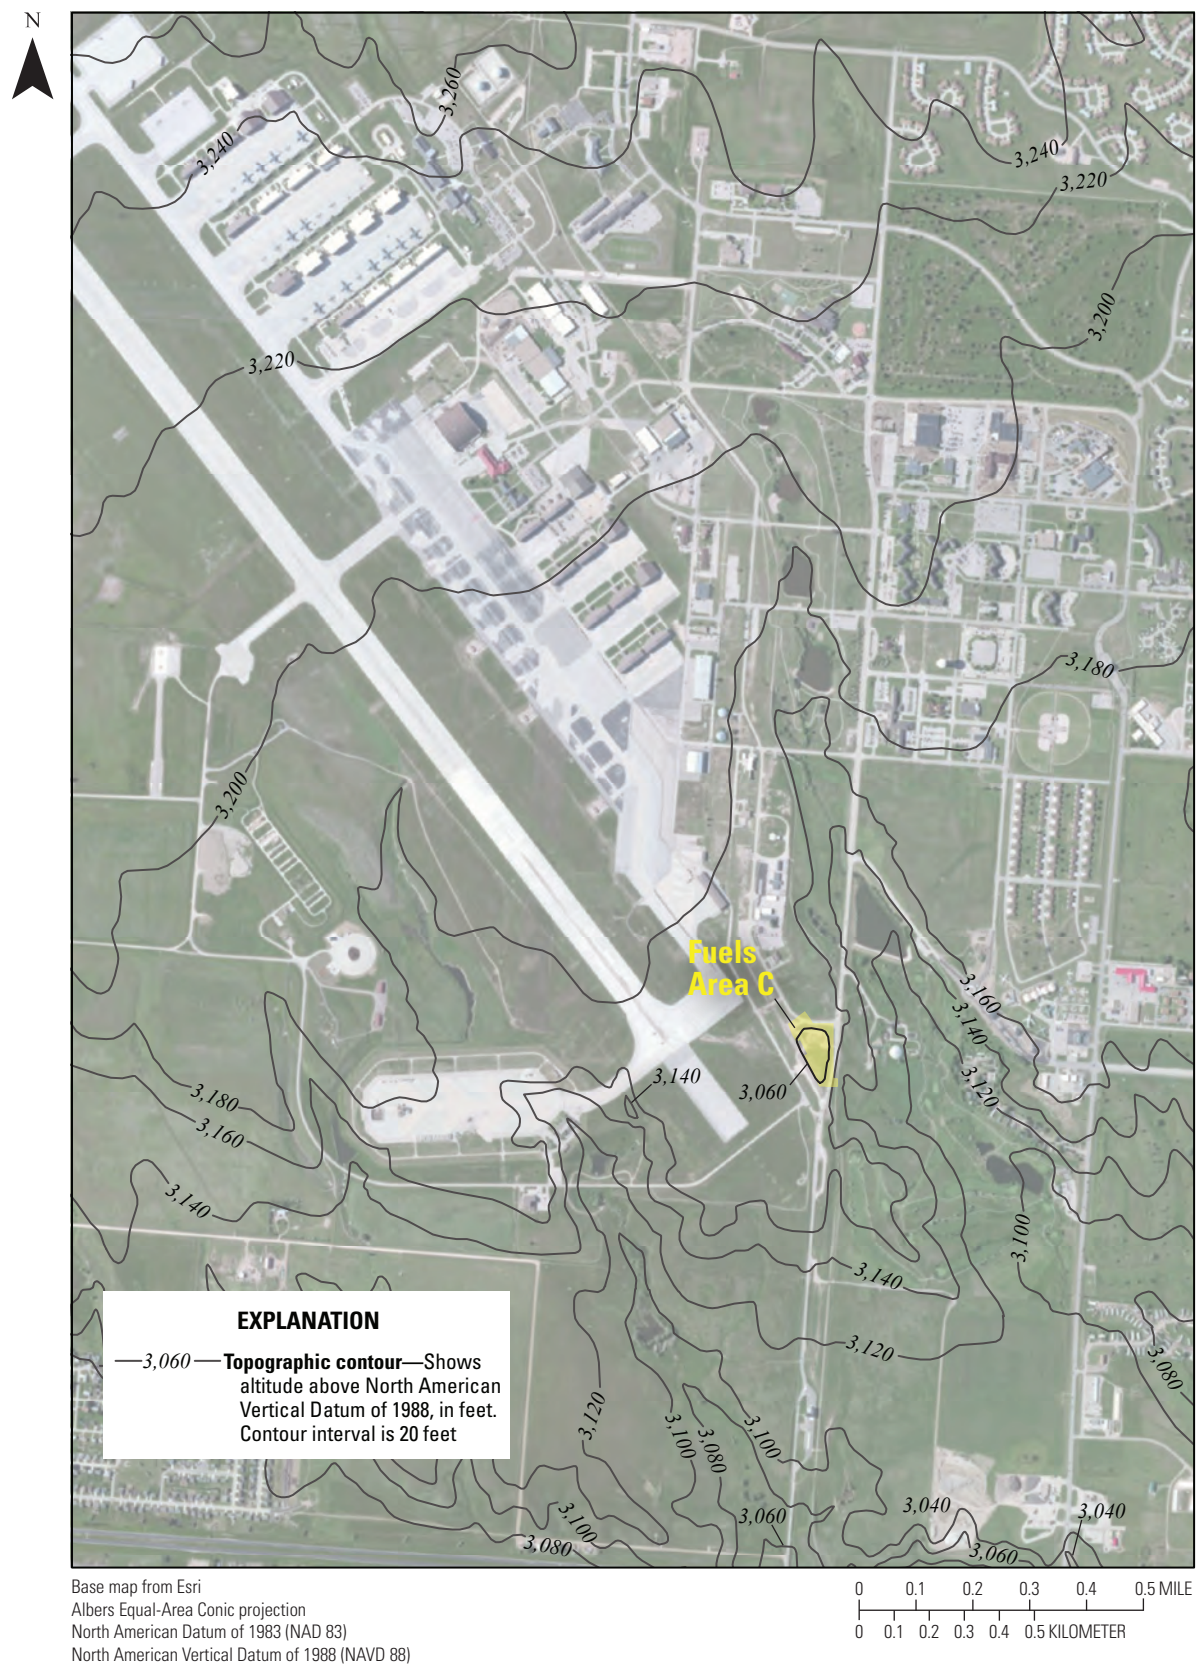 N
3,260
3,240
3,240
3,220
3,200
3,220
3,180
3,200
Fuels
Area C
3,160
3,140
3,120
3,140
3,060
3,180
3,160
3,140
3,100
3,140
3,120
3,080
EXPLANATION
3,060 Topographic contour—Shows
altitude above North American
Vertical Datum of 1988, in feet.
Contour interval is 20 feet
3,120
3,100
3,080
3,100
3,060
3,040
3,040
3,100
3,080
3,060
Base map from Esri
Albers Equal-Area Conic projection
North American Datum of 1983 (NAD 83)
North American Vertical Datum of 1988 (NAVD 88)
0 0.1 0.2 0.3 0.4 0.5 MILE
0 0.1 0.2 0.3 0.4 0.5 KILOMETER